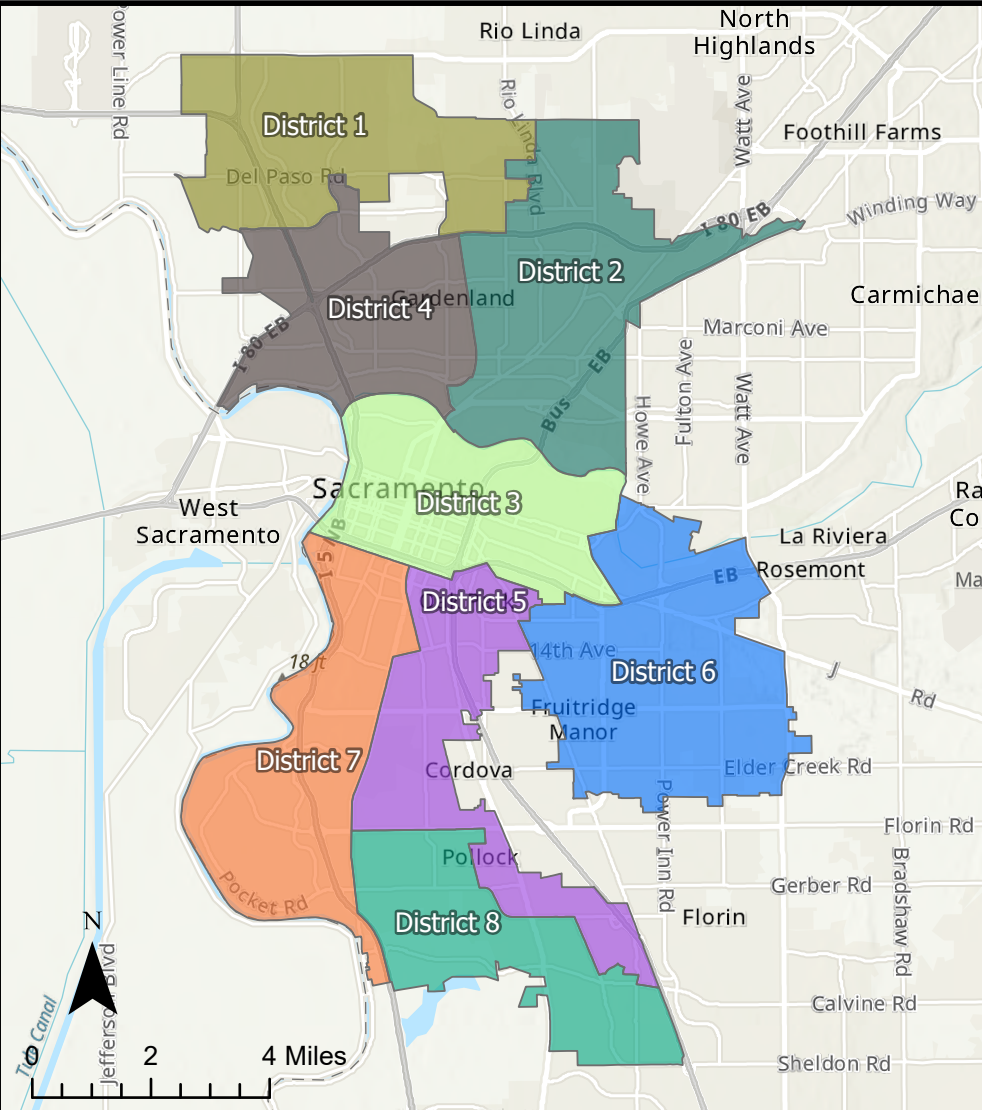 Power Line Rd
Rio Linda
North
Highlands
Rio Linda Blvd
Watt Ave
District 1
Foothill Farms
Del Paso Rd
I 80 EB
Winding Way
District 2
Gardenland
District 4
Carmichae
I 80 EB
Marconi Ave
EB
Fulton Ave
Bus
Howe Ave
Watt Ave
Sacramento
District 3
West
Sacramento
Ra
Co
I 5 NB
La Riviera
EB
Rosemont
Ma
District 5
14th Ave
18 ft
District 6
J
Rd
Fruitridge
Manor
District 7
Cordova
Elder Creek Rd
Power Inn Rd
Florin Rd
Pollock
Bradshaw Rd
Gerber Rd
Pocket Rd
N
District 8
Florin
Jefferson Blvd
Calvine Rd
Tule Canal
0 2 4 Miles
Sheldon Rd